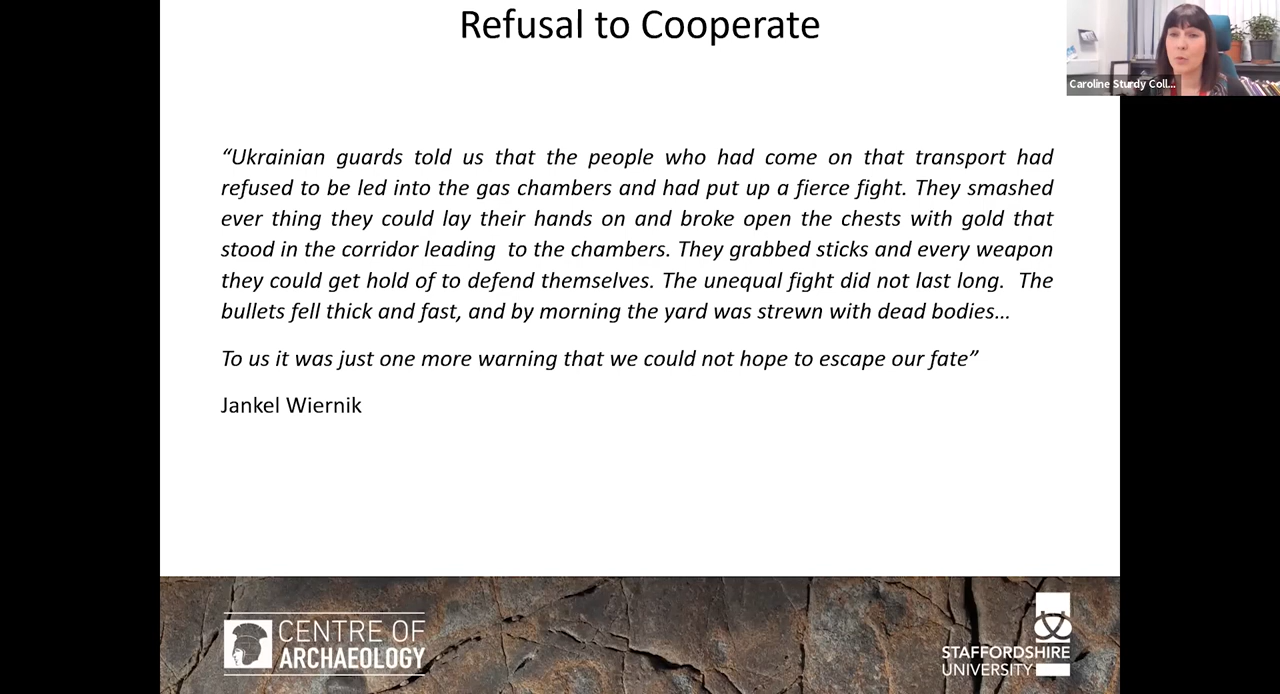 Refusal to Cooperate
Caroline Sturdy Coll...
“Ukrainian guards told us that the people who had come on that transport had
refused to be led into the gas chambers and had put up a fierce fight. They smashed
ever thing they could lay their hands on and broke open the chests with gold that
stood in the corridor leading  to the chambers. They grabbed sticks and every weapon
they could get hold of to defend themselves. The unequal fight did not last long.  The
bullets fell thick and fast, and by morning the yard was strewn with dead bodies…
To us it was just one more warning that we could not hope to escape our fate”
Jankel Wiernik
CENTRE OF
ARCHAEOLOGY
STAFFORDSHIRE
UNIVERSITY